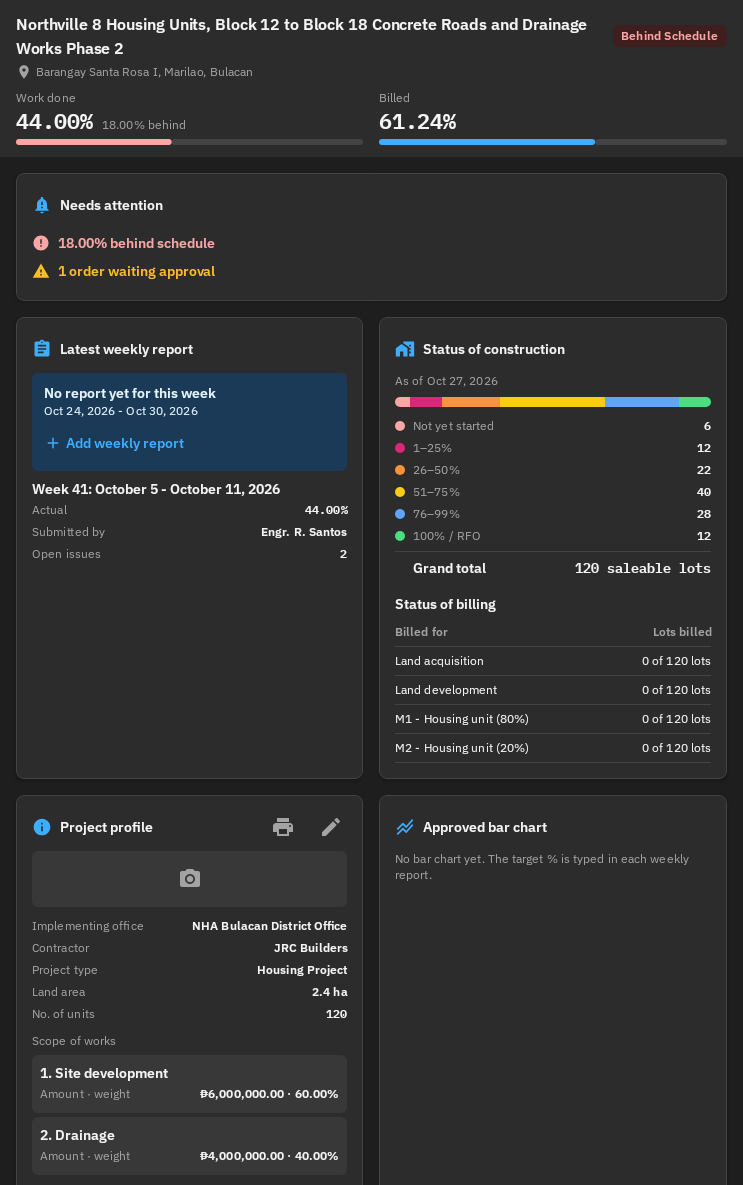 Northville 8 Housing Units, Block 12 to Block 18 Concrete Roads and Drainage
Works Phase 2
Behind Schedule
Barangay Santa Rosa I, Marilao, Bulacan
Work done
44.00% 18.00% behind
Billed
61.24%
Needs attention
18.00% behind schedule
1 order waiting approval
Latest weekly report
No report yet for this week
Oct 24, 2026 - Oct 30, 2026
+ Add weekly report
Week 41: October 5 - October 11, 2026
Actual 44.00%
Submitted by Engr. R. Santos
Open issues 2
Status of construction
As of Oct 27, 2026
Not yet started 6
1–25% 12
26–50% 22
51–75% 40
76–99% 28
100% / RFO 12
Grand total 120 saleable lots
Status of billing
Billed for Lots billed
Land acquisition 0 of 120 lots
Land development 0 of 120 lots
M1 - Housing unit (80%) 0 of 120 lots
M2 - Housing unit (20%) 0 of 120 lots
Project profile
Implementing office NHA Bulacan District Office
Contractor JRC Builders
Project type Housing Project
Land area 2.4 ha
No. of units 120
Scope of works
1. Site development
Amount · weight ₱6,000,000.00 · 60.00%
2. Drainage
Amount · weight ₱4,000,000.00 · 40.00%
Approved bar chart
No bar chart yet. The target % is typed in each weekly
report.